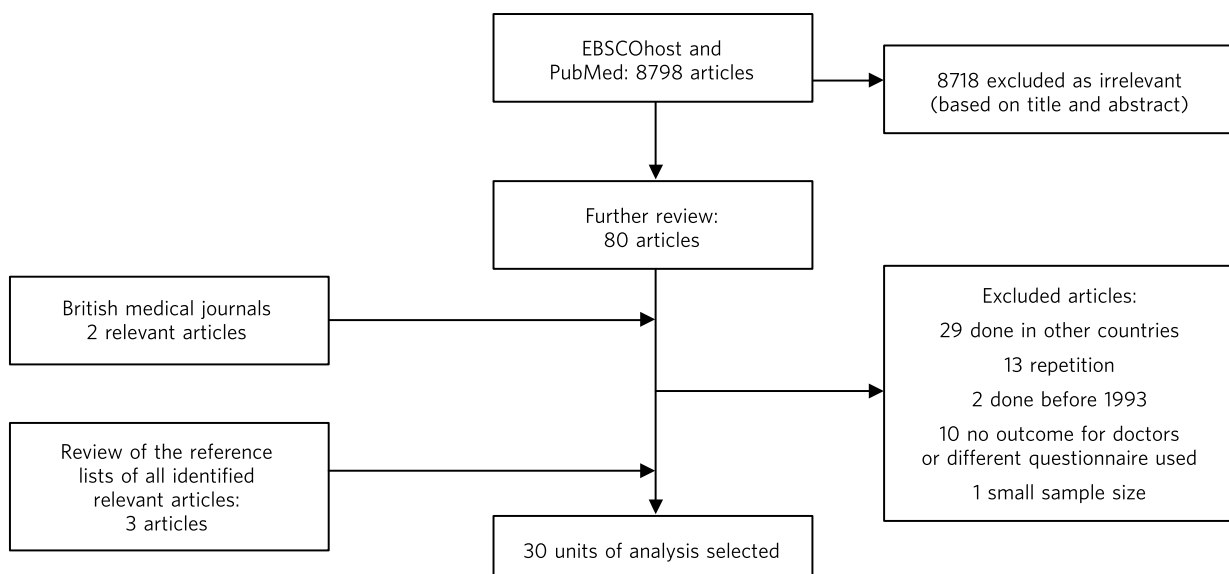 EBSCOhost and
PubMed: 8798 articles
8718 excluded as irrelevant
(based on title and abstract)
Further review:
80 articles
British medical journals
2 relevant articles
Excluded articles:
29 done in other countries
13 repetition
2 done before 1993
10 no outcome for doctors
or different questionnaire used
1 small sample size
Review of the reference
lists of all identified
relevant articles:
3 articles
30 units of analysis selected